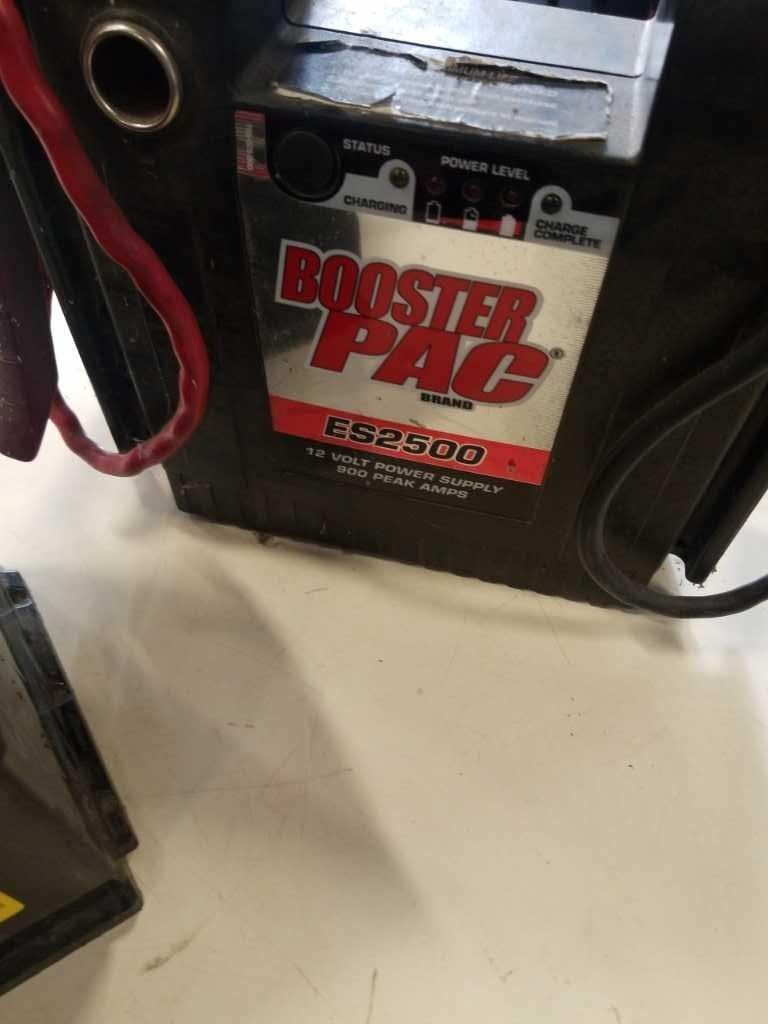 STATUS
POWER LEVEL
CHARGING
CHARGE
COMPLETE
BOOSTER
PAC®
BRAND
ES2500
12 VOLT POWER SUPPLY
900 PEAK AMPS